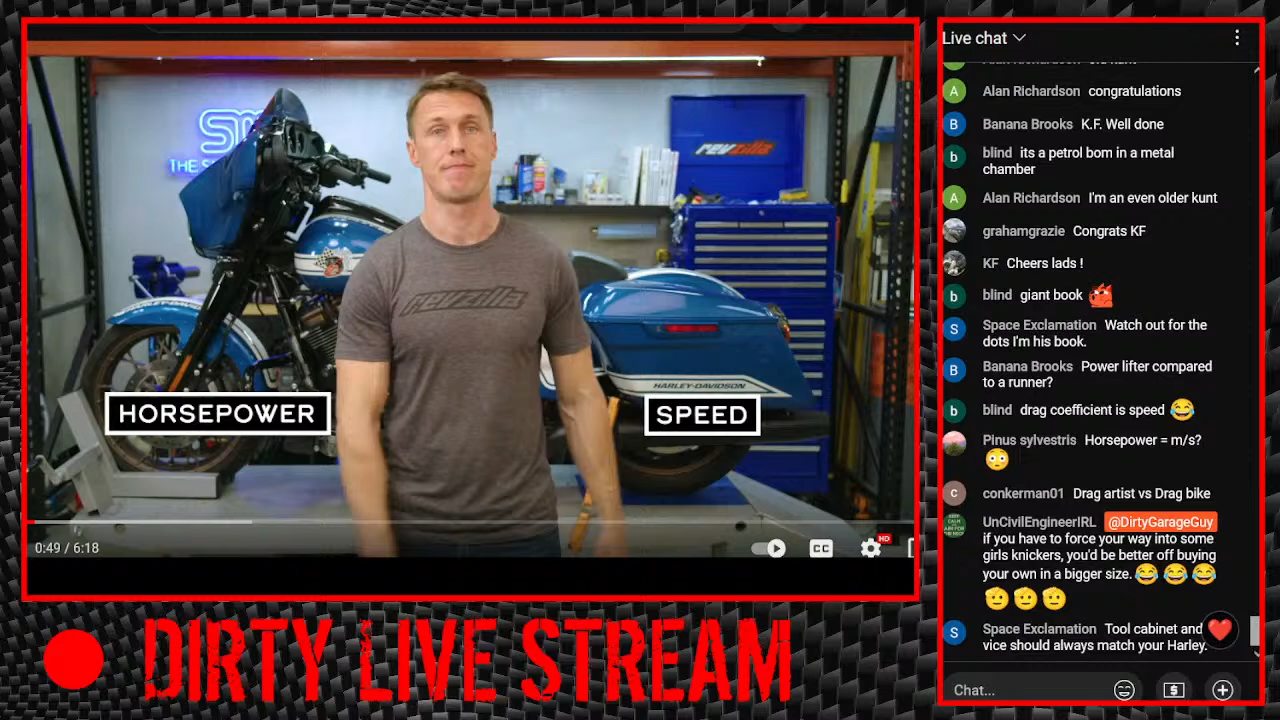 SM
THE S
revzilla
revzilla
HARLEY-DAVIDSON
HORSEPOWER
SPEED
0:49 / 6:18
CC
HD
DIRTY LIVE STREAM
Live chat
A Alan Richardson congratulations
B Banana Brooks K.F. Well done
b blind its a petrol bom in a metal
chamber
A Alan Richardson I'm an even older kunt
grahamgrazie Congrats KF
KF Cheers lads !
b blind giant book
S Space Exclamation Watch out for the
dots I'm his book.
B Banana Brooks Power lifter compared
to a runner?
b blind drag coefficient is speed 😂
Pinus sylvestris Horsepower = m/s?
😳
c conkerman01 Drag artist vs Drag bike
UnCivilEngineerIRL @DirtyGarageGuy
if you have to force your way into some
girls knickers, you'd be better off buying
your own in a bigger size. 😂 😂 😂
🫡 🫡 🫡
S Space Exclamation Tool cabinet and
vice should always match your Harley.
Chat...